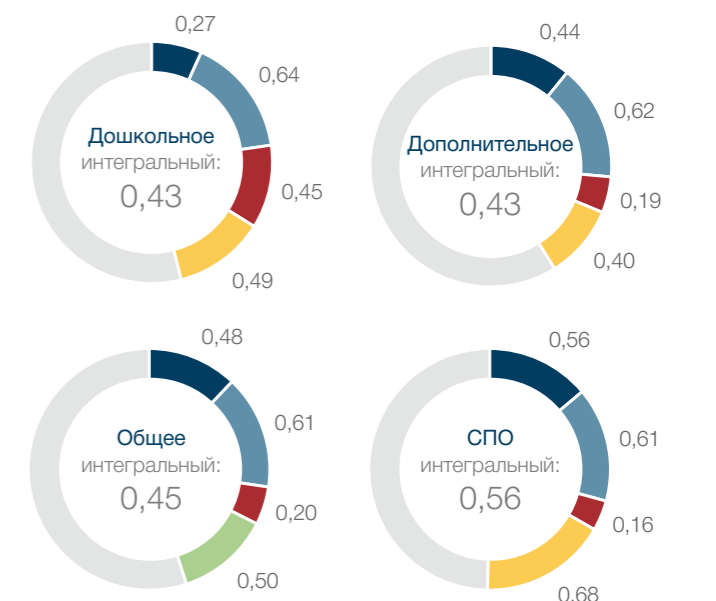 0,27
0,64
Дошкольное
интегральный:
0,43
0,45
0,49
0,44
0,62
Дополнительное
интегральный:
0,43
0,19
0,40
0,48
0,61
Общее
интегральный:
0,45
0,20
0,50
0,56
0,61
СПО
интегральный:
0,56
0,16
0,68